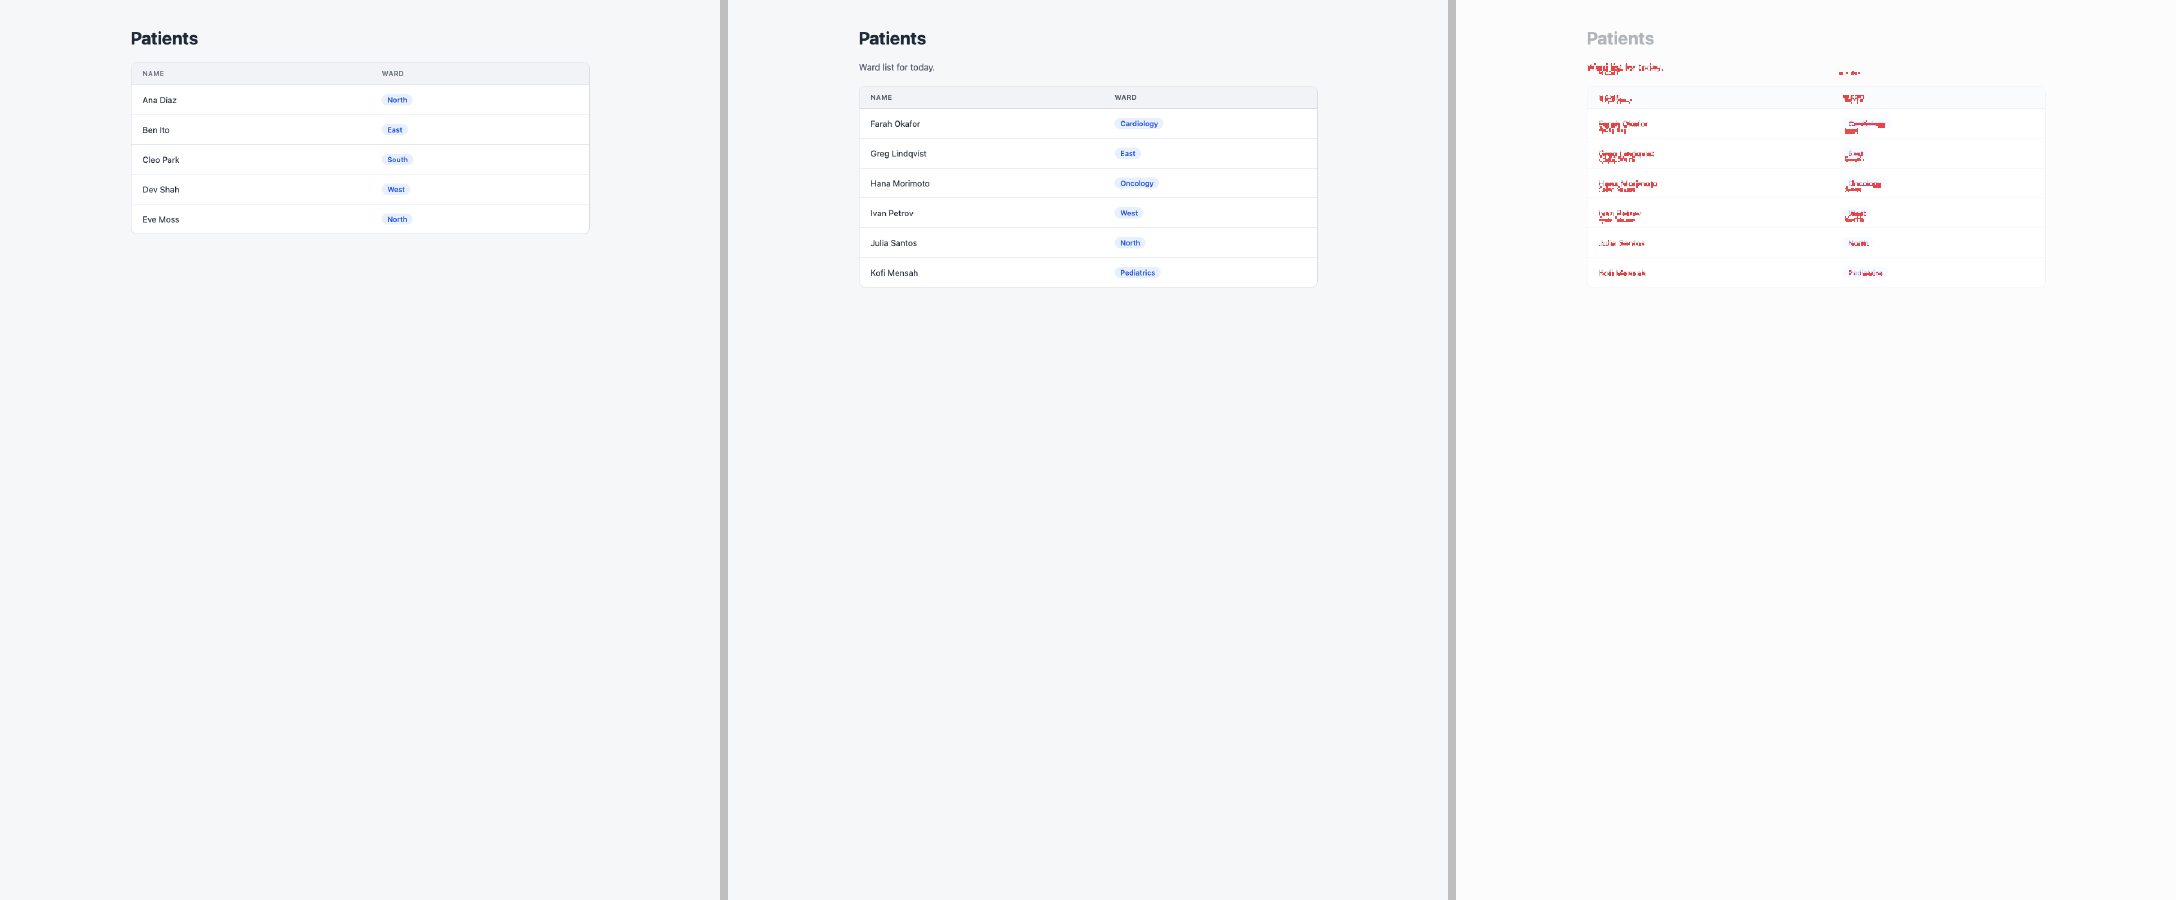 Patients
NAME WARD
Ana Diaz North
Ben Ito East
Cleo Park South
Dev Shah West
Eve Moss North
Patients
Ward list for today.
NAME WARD
Farah Okafor Cardiology
Greg Lindqvist East
Hana Morimoto Oncology
Ivan Petrov West
Julia Santos North
Kofi Mensah Pediatrics
Patients